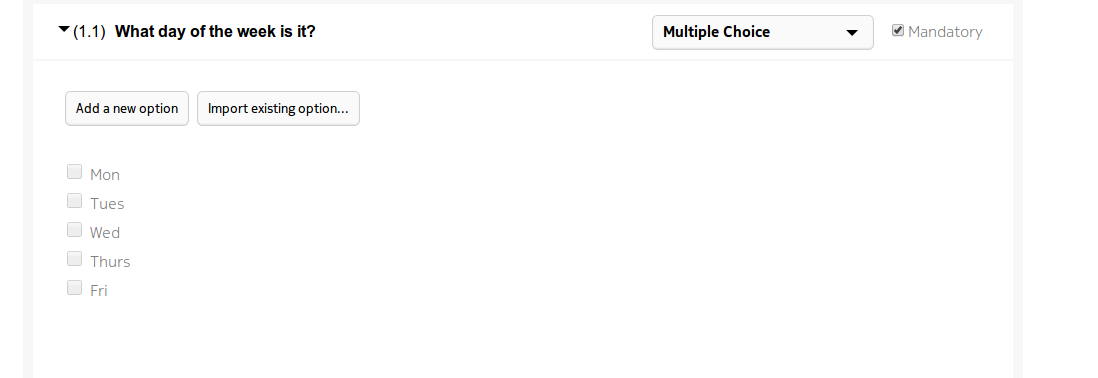 (1.1) What day of the week is it? Multiple Choice Mandatory
Add a new option Import existing option...
Mon
Tues
Wed
Thurs
Fri